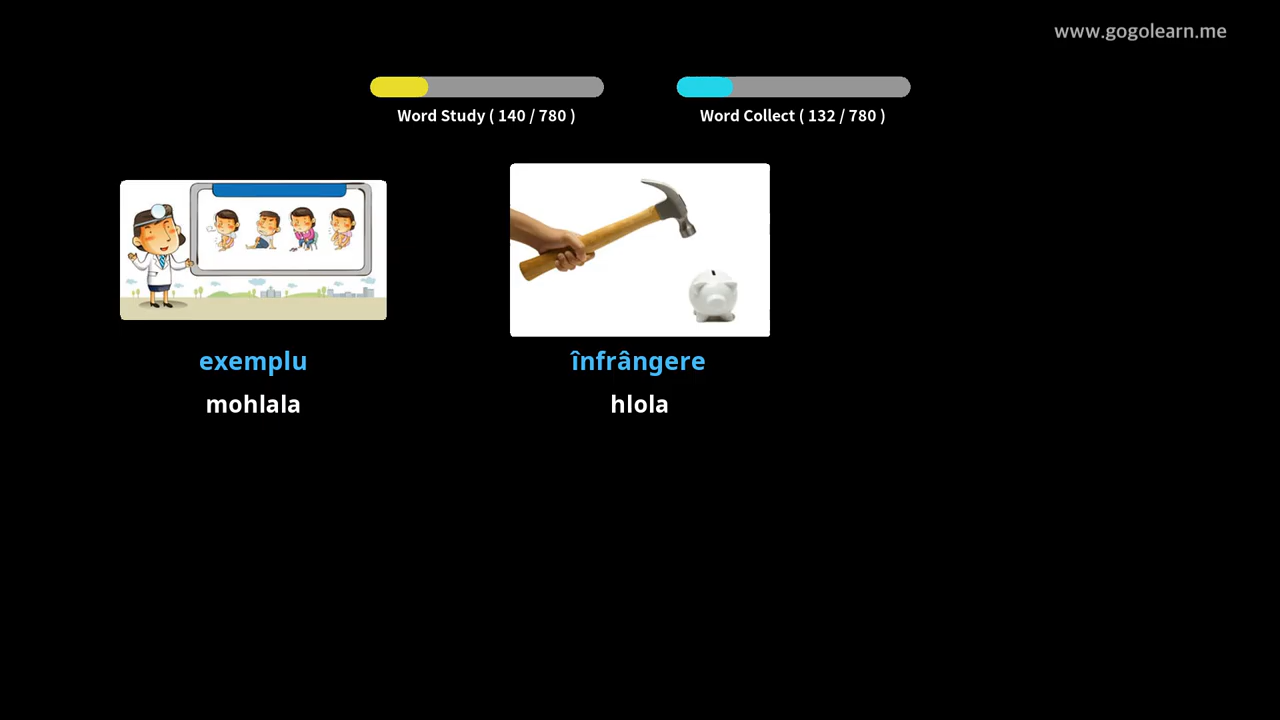 www.gogolearn.me
Word Study ( 140 / 780 )
Word Collect ( 132 / 780 )
exemplu
mohlala
înfrângere
hlola